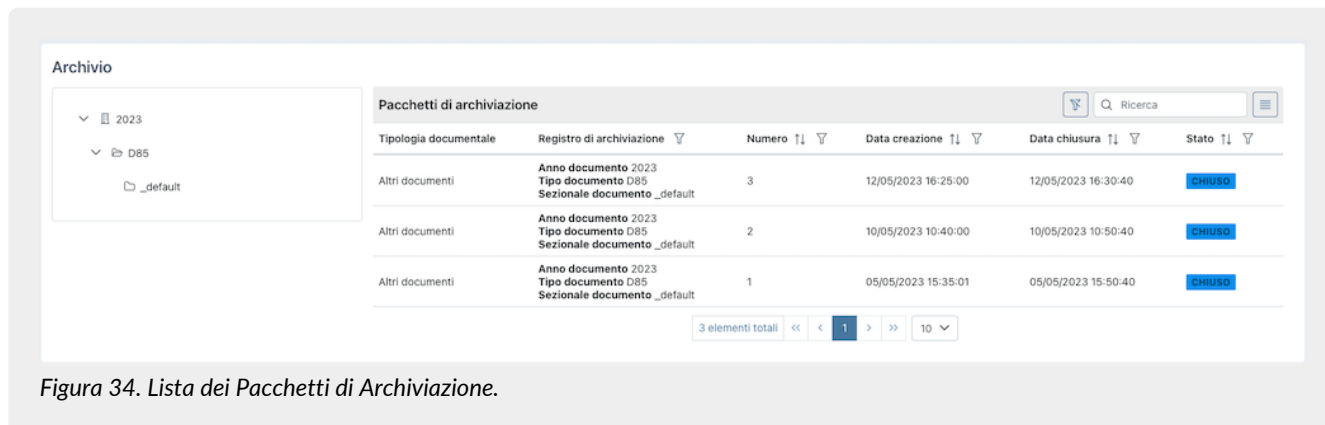 Archivio
2023
D85
_default
Pacchetti di archiviazione
Ricerca
Tipologia documentale Registro di archiviazione Numero Data creazione Data chiusura Stato
Anno documento 2023
Altri documenti Tipo documento D85 3 12/05/2023 16:25:00 12/05/2023 16:30:40 CHIUSO
Sezionale documento _default
Anno documento 2023
Altri documenti Tipo documento D85 2 10/05/2023 10:40:00 10/05/2023 10:50:40 CHIUSO
Sezionale documento _default
Anno documento 2023
Altri documenti Tipo documento D85 1 05/05/2023 15:35:01 05/05/2023 15:50:40 CHIUSO
Sezionale documento _default
3 elementi totali « ‹ 1 › » 10
Figura 34. Lista dei Pacchetti di Archiviazione.